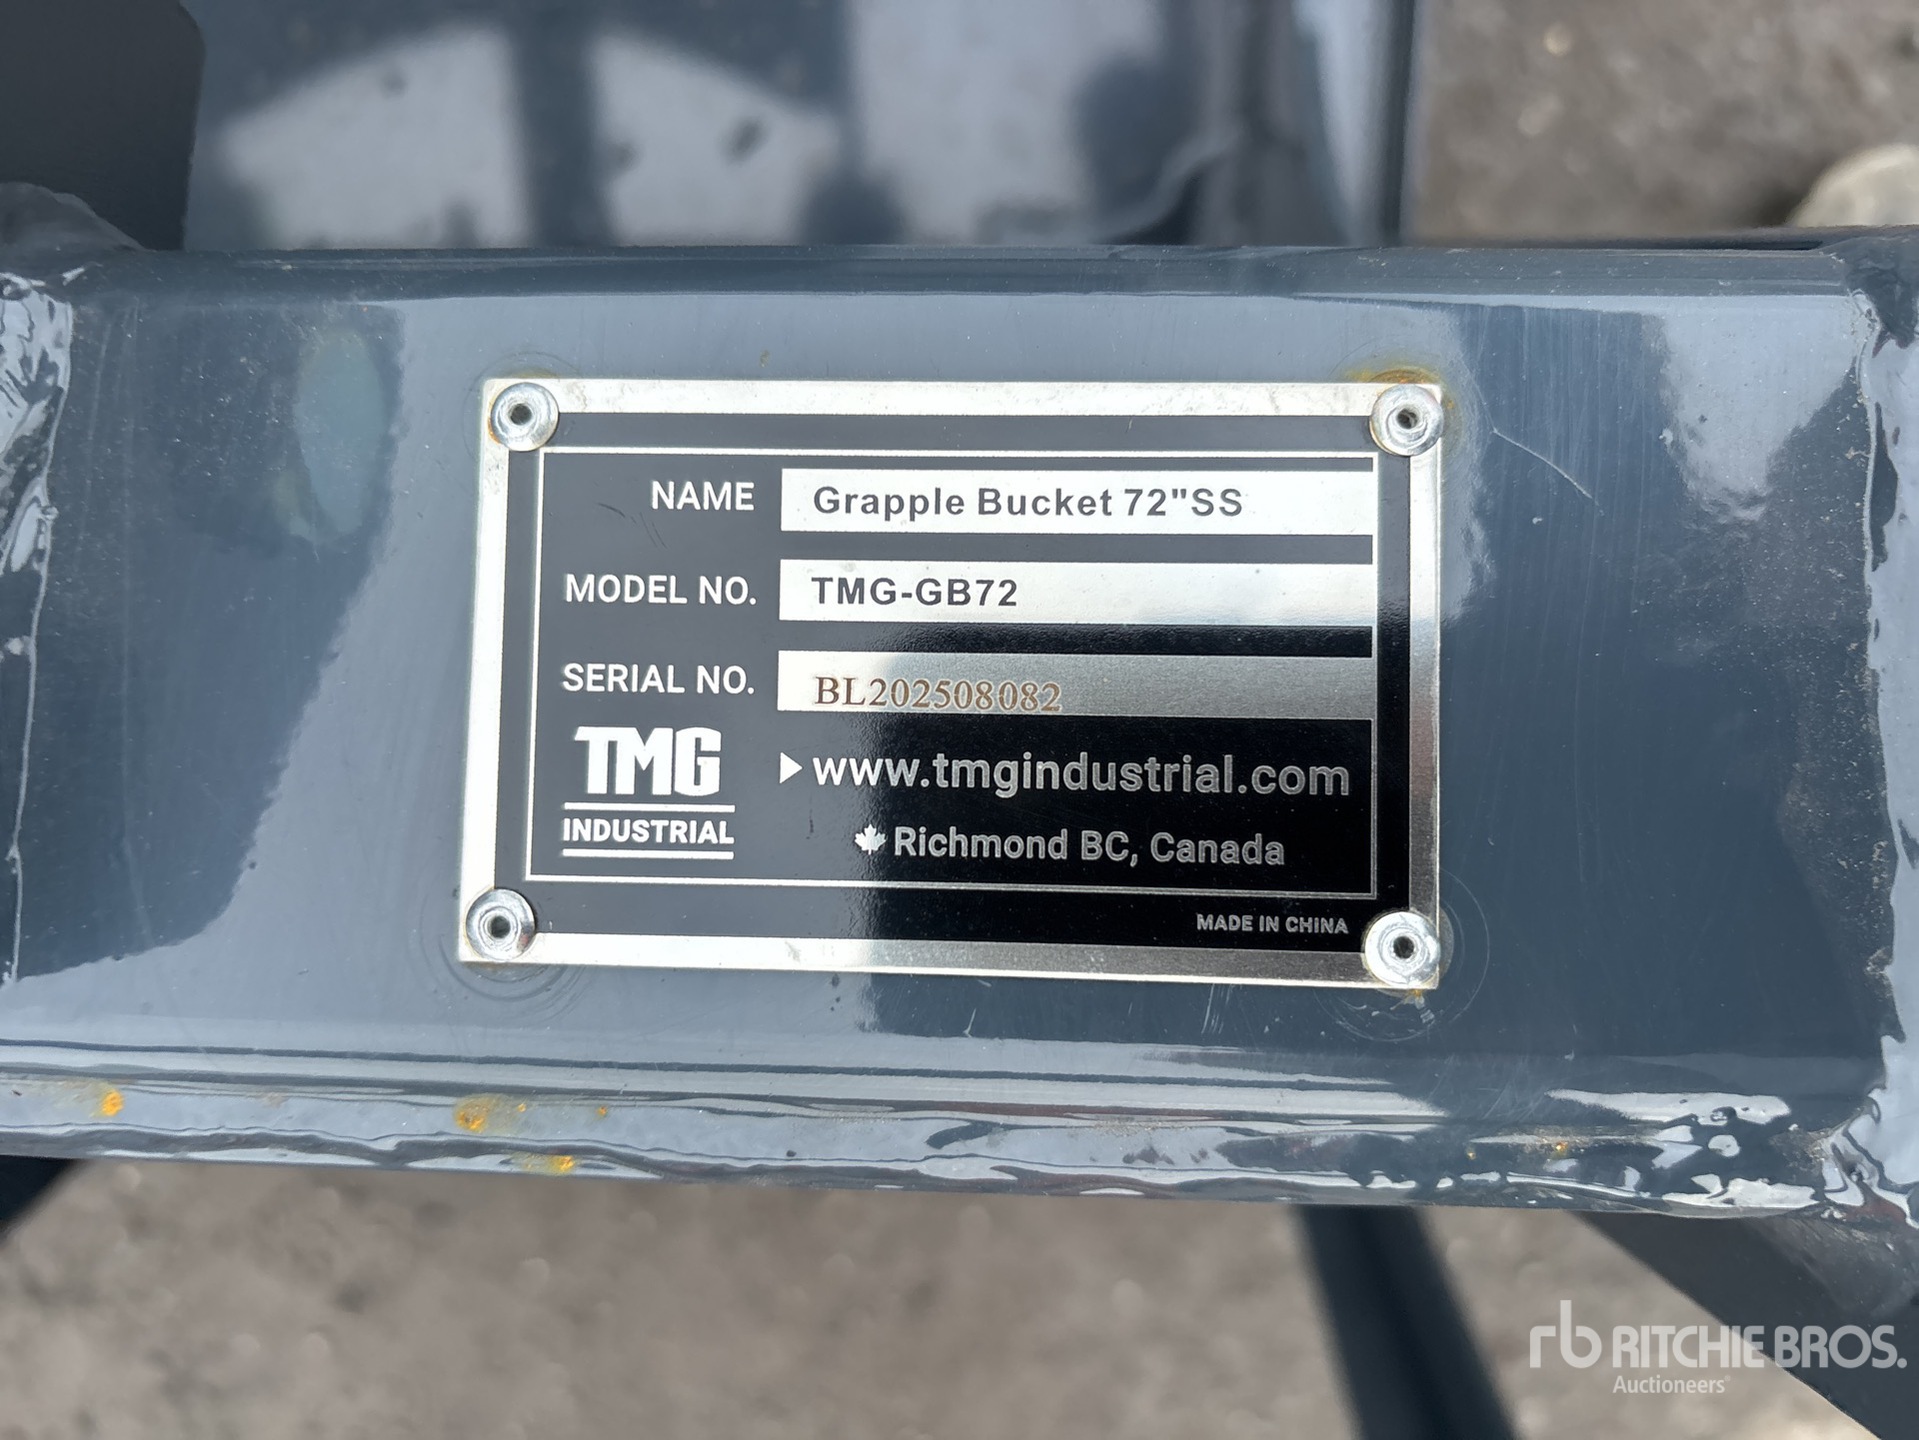 NAME Grapple Bucket 72"SS
MODEL NO. TMG-GB72
SERIAL NO. BL202508082
TMG
INDUSTRIAL
www.tmgindustrial.com
Richmond BC, Canada
MADE IN CHINA
rb RITCHIE BROS.
Auctioneers